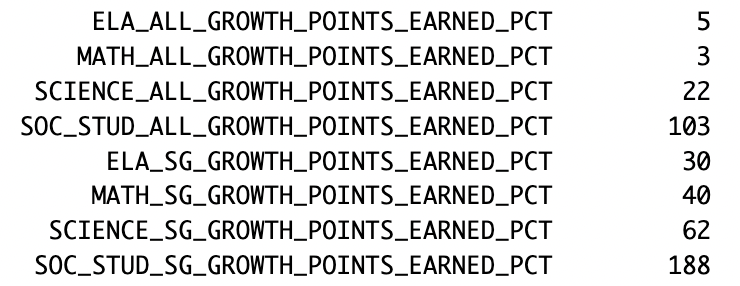 ELA_ALL_GROWTH_POINTS_EARNED_PCT 5
MATH_ALL_GROWTH_POINTS_EARNED_PCT 3
SCIENCE_ALL_GROWTH_POINTS_EARNED_PCT 22
SOC_STUD_ALL_GROWTH_POINTS_EARNED_PCT 103
ELA_SG_GROWTH_POINTS_EARNED_PCT 30
MATH_SG_GROWTH_POINTS_EARNED_PCT 40
SCIENCE_SG_GROWTH_POINTS_EARNED_PCT 62
SOC_STUD_SG_GROWTH_POINTS_EARNED_PCT 188